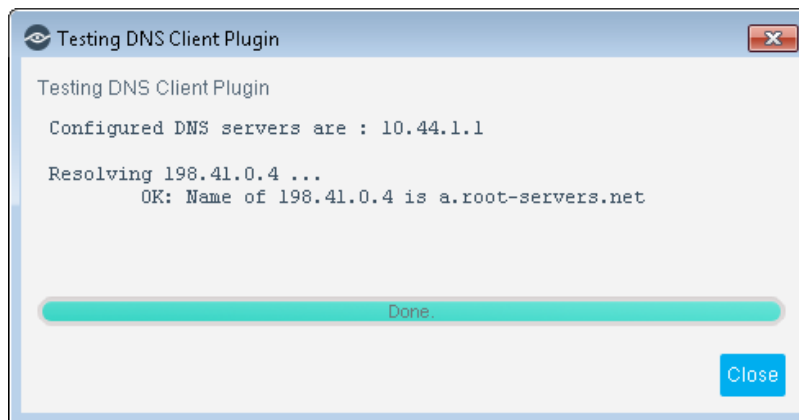 Testing DNS Client Plugin
Testing DNS Client Plugin
Configured DNS servers are : 10.44.1.1
Resolving 198.41.0.4 ...
OK: Name of 198.41.0.4 is a.root-servers.net
Done.
Close